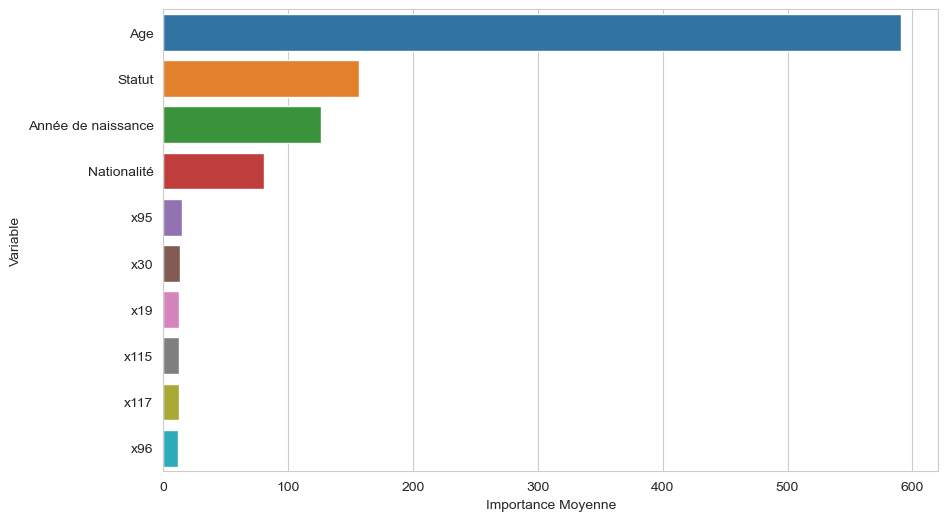 Age
Statut
Année de naissance
Nationalité
x95
x30
x19
x115
x117
x96
Variable
0 100 200 300 400 500 600
Importance Moyenne